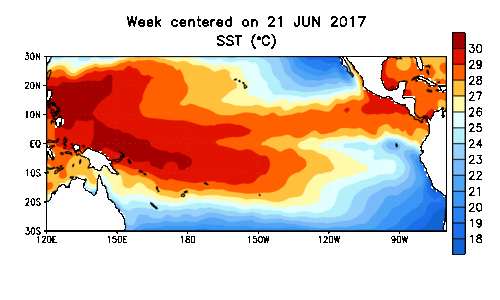 Week centered on 21 JUN 2017
SST (°C)
30N
20N
10N
EQ
10S
20S
30S
120E 150E 180 150W 120W 90W
30
29
28
27
26
25
24
23
22
21
20
19
18